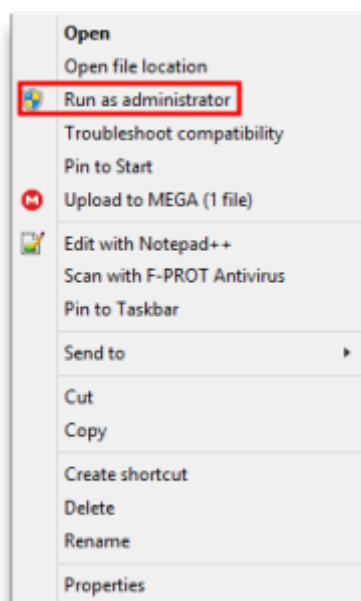 Open
Open file location
Run as administrator
Troubleshoot compatibility
Pin to Start
Upload to MEGA (1 file)
Edit with Notepad++
Scan with F-PROT Antivirus
Pin to Taskbar
Send to
Cut
Copy
Create shortcut
Delete
Rename
Properties